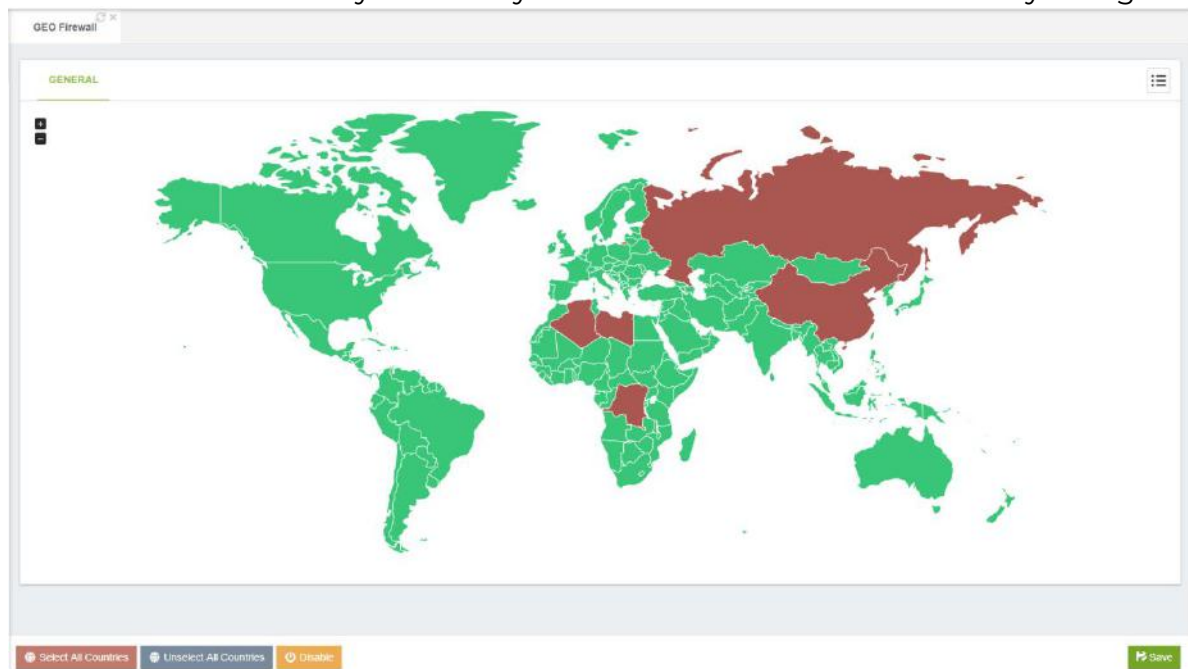 GEO Firewall
GENERAL
+
-
Select All Countries
Unselect All Countries
Disable
Save